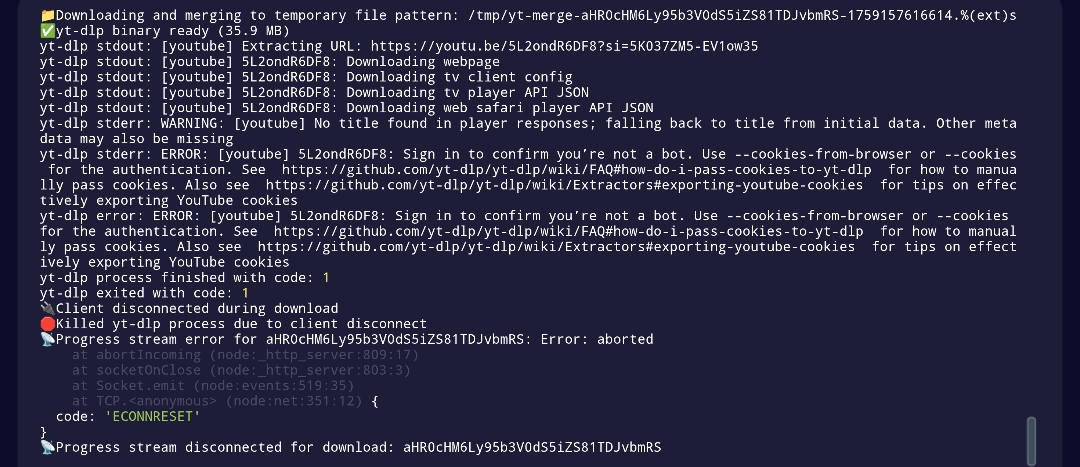 📁Downloading and merging to temporary file pattern: /tmp/yt-merge-aHR0cHM6Ly95b3V0dS5iZS81TDJvbmRS-1759157616614.%(ext)s
✅yt-dlp binary ready (35.9 MB)
yt-dlp stdout: [youtube] Extracting URL: https://youtu.be/5L2ondR6DF8?si=5KO37ZM5-EV1ow35
yt-dlp stdout: [youtube] 5L2ondR6DF8: Downloading webpage
yt-dlp stdout: [youtube] 5L2ondR6DF8: Downloading tv client config
yt-dlp stdout: [youtube] 5L2ondR6DF8: Downloading tv player API JSON
yt-dlp stdout: [youtube] 5L2ondR6DF8: Downloading web safari player API JSON
yt-dlp stderr: WARNING: [youtube] No title found in player responses; falling back to title from initial data. Other meta
data may also be missing
yt-dlp stderr: ERROR: [youtube] 5L2ondR6DF8: Sign in to confirm you’re not a bot. Use --cookies-from-browser or --cookies
 for the authentication. See  https://github.com/yt-dlp/yt-dlp/wiki/FAQ#how-do-i-pass-cookies-to-yt-dlp  for how to manua
lly pass cookies. Also see  https://github.com/yt-dlp/yt-dlp/wiki/Extractors#exporting-youtube-cookies  for tips on effec
tively exporting YouTube cookies
yt-dlp error: ERROR: [youtube] 5L2ondR6DF8: Sign in to confirm you’re not a bot. Use --cookies-from-browser or --cookies
for the authentication. See  https://github.com/yt-dlp/yt-dlp/wiki/FAQ#how-do-i-pass-cookies-to-yt-dlp  for how to manual
ly pass cookies. Also see  https://github.com/yt-dlp/yt-dlp/wiki/Extractors#exporting-youtube-cookies  for tips on effect
ively exporting YouTube cookies
yt-dlp process finished with code: 1
yt-dlp exited with code: 1
🔌Client disconnected during download
🛑Killed yt-dlp process due to client disconnect
📡Progress stream error for aHR0cHM6Ly95b3V0dS5iZS81TDJvbmRS: Error: aborted
    at abortIncoming (node:_http_server:809:17)
    at socketOnClose (node:_http_server:803:3)
    at Socket.emit (node:events:519:35)
    at TCP.<anonymous> (node:net:351:12) {
  code: 'ECONNRESET'
}
📡Progress stream disconnected for download: aHR0cHM6Ly95b3V0dS5iZS81TDJvbmRS